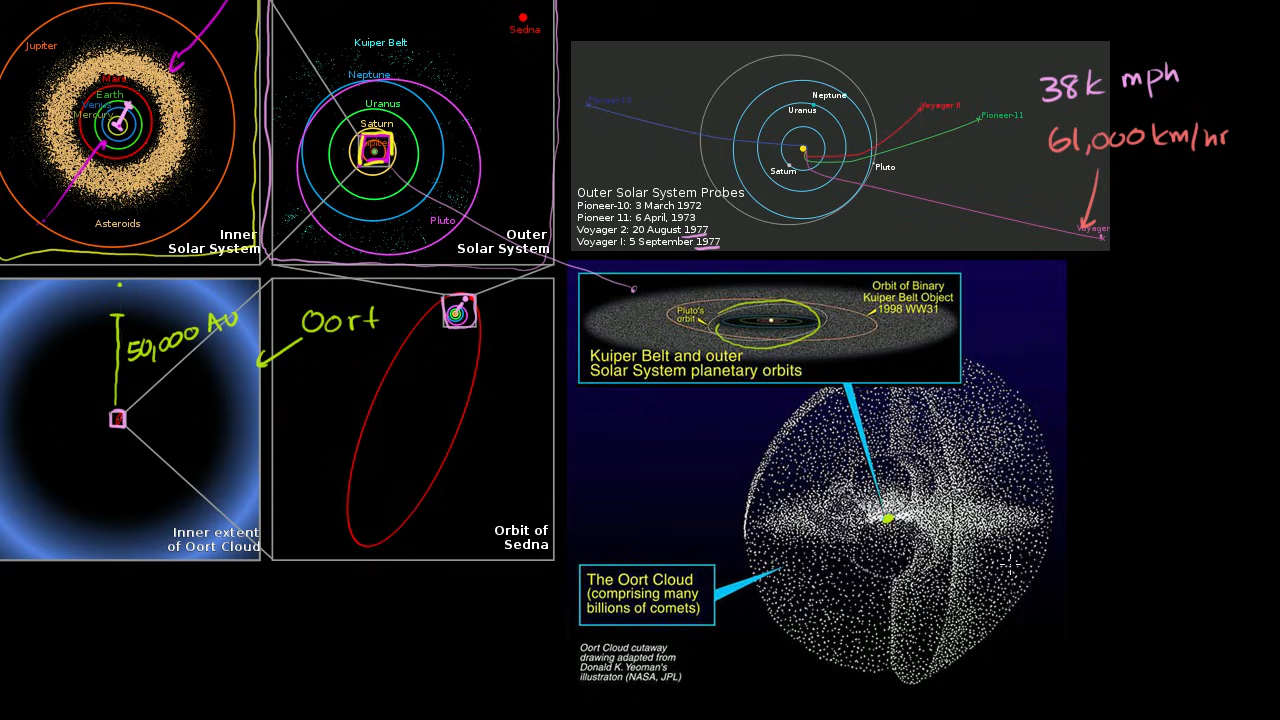 Jupiter
Mars
Earth
Venus
Mercury
Asteroids
Inner
Solar System
Sedna
Kuiper Belt
Neptune
Uranus
Saturn
Jupiter
Pluto
Outer
Solar System
Pioneer-10
Neptune
Uranus
Saturn
Pluto
Voyager II
Pioneer-11
Voyager
Outer Solar System Probes
Pioneer-10: 3 March 1972
Pioneer 11: 6 April, 1973
Voyager 2: 20 August 1977
Voyager I: 5 September 1977
38k mph
61,000 km/hr
50,000 AU
Oort
Inner extent
of Oort Cloud
Orbit of
Sedna
Pluto's
orbit
Orbit of Binary
Kuiper Belt Object
1998 WW31
Kuiper Belt and outer
Solar System planetary orbits
The Oort Cloud
(comprising many
billions of comets)
Oort Cloud cutaway
drawing adapted from
Donald K. Yeoman's
illustraton (NASA, JPL)